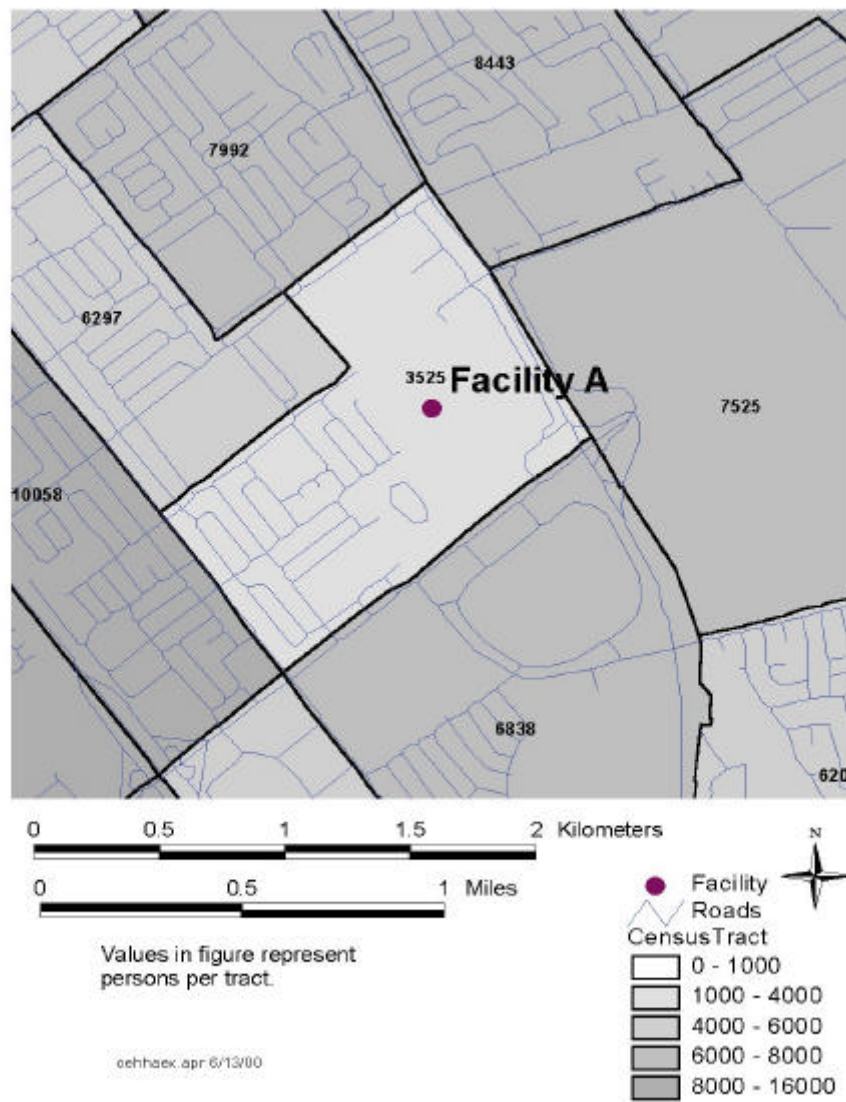 8443
7992
6297
3525 Facility A
7525
10058
6838
620
0 0.5 1 1.5 2 Kilometers
0 0.5 1 Miles
N
Facility
Roads
Census Tract
0 - 1000
1000 - 4000
4000 - 6000
6000 - 8000
8000 - 16000
Values in figure represent
persons per tract.
oehhaex.apr 6/13/00